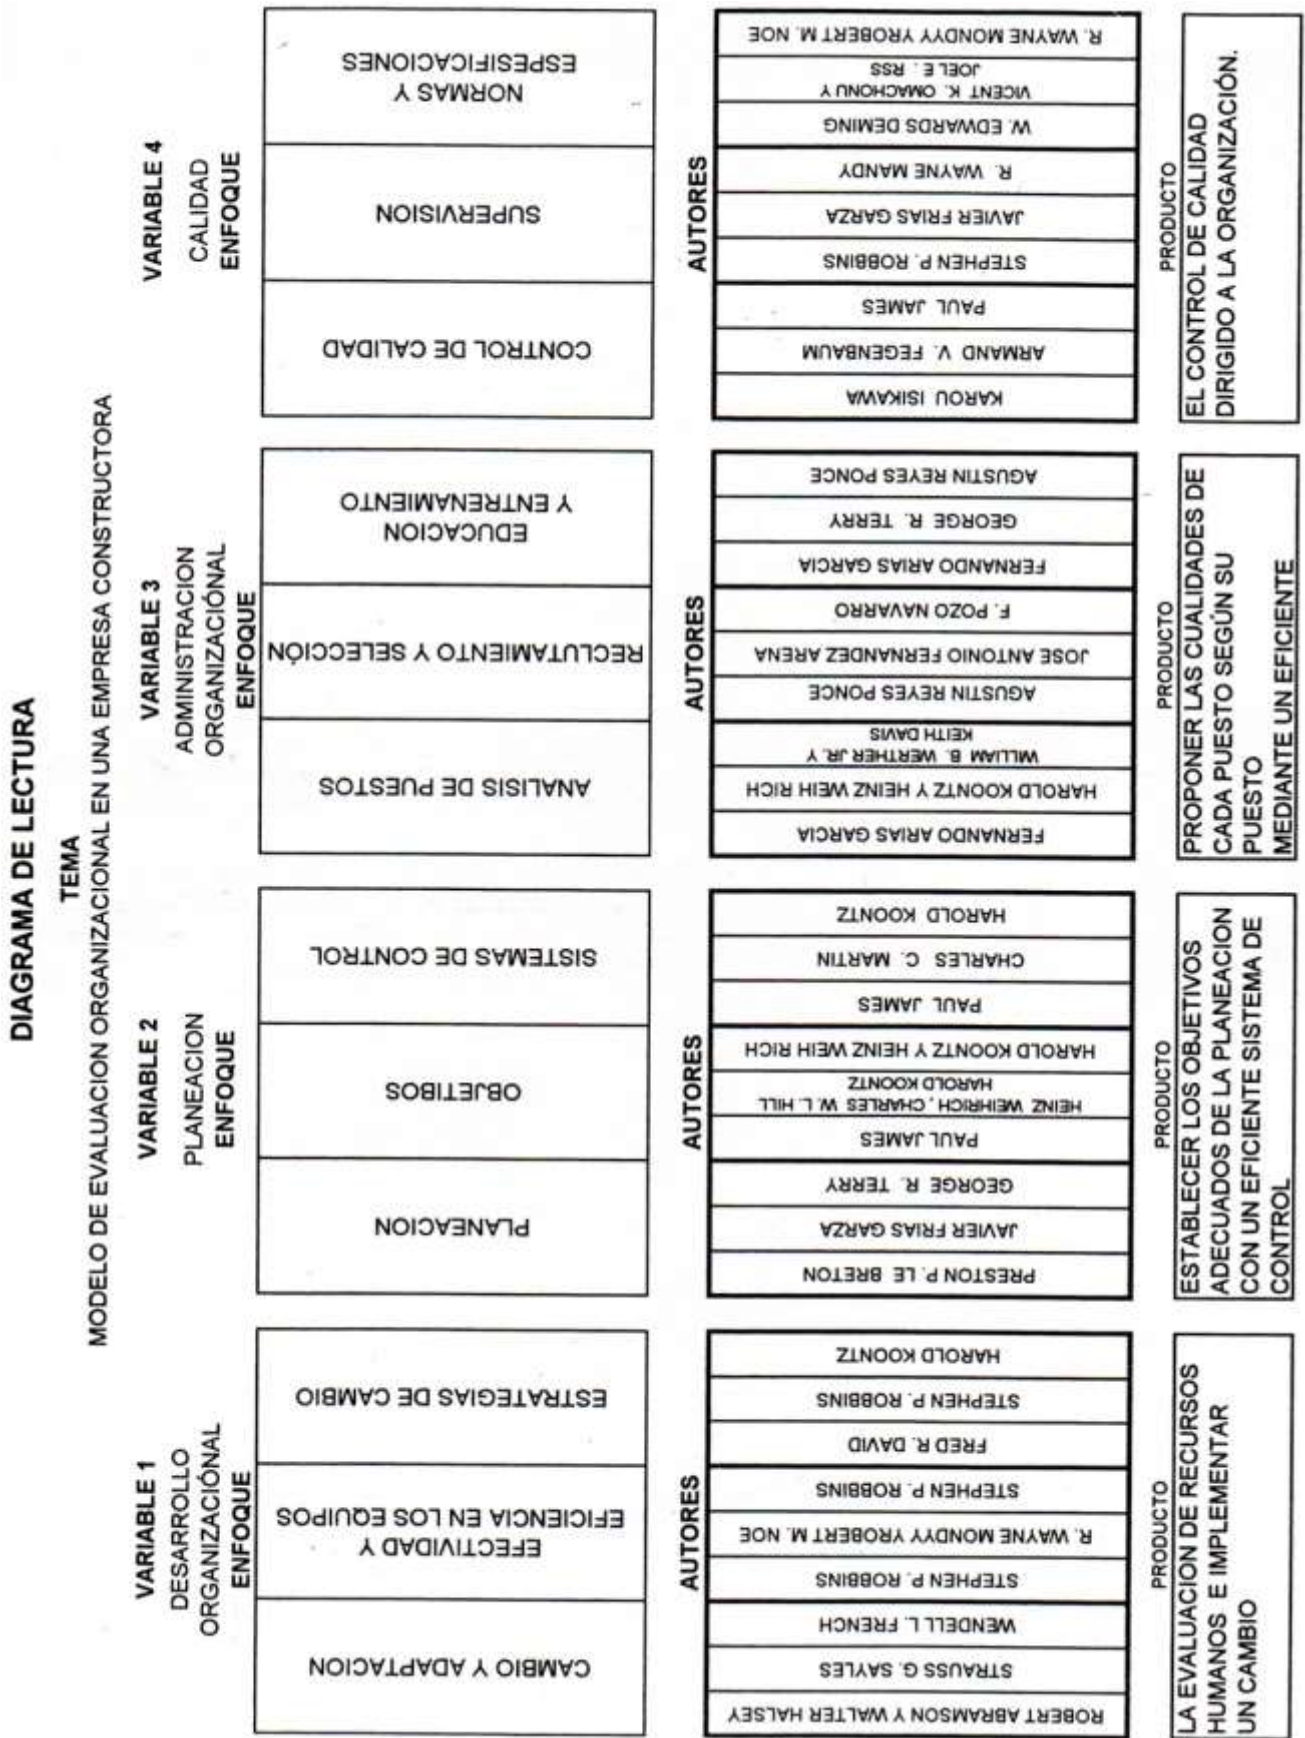 DIAGRAMA DE LECTURA
TEMA
MODELO DE EVALUACION ORGANIZACIONAL EN UNA EMPRESA CONSTRUCTORA
VARIABLE 1
DESARROLLO
ORGANIZACIÓNAL
ENFOQUE
CAMBIO Y ADAPTACION
EFECTIVIDAD Y
EFICIENCIA EN LOS EQUIPOS
ESTRATEGIAS DE CAMBIO
AUTORES
ROBERT ABRAMSON Y WALTER HALSEY
STRAUSS G. SAYLES
WENDELL L. FRENCH
STEPHEN P. ROBBINS
R. WAYNE MONDYY YROBERT M. NOE
STEPHEN P. ROBBINS
FRED R. DAVID
STEPHEN P. ROBBINS
HAROLD KOONTZ
PRODUCTO
LA EVALUACION DE RECURSOS
HUMANOS E IMPLEMENTAR
UN CAMBIO
VARIABLE 2
PLANEACION
ENFOQUE
PLANEACION
OBJETIBOS
SISTEMAS DE CONTROL
AUTORES
PRESTON P. LE BRETON
JAVIER FRIAS GARZA
GEORGE R. TERRY
PAUL JAMES
HEINZ WEIHRICH, CHARLES W. L. HILL
HAROLD KOONTZ
HAROLD KOONTZ Y HEINZ WEIH RICH
PAUL JAMES
CHARLES C. MARTIN
HAROLD KOONTZ
PRODUCTO
ESTABLECER LOS OBJETIVOS
ADECUADOS DE LA PLANEACION
CON UN EFICIENTE SISTEMA DE
CONTROL
VARIABLE 3
ADMINISTRACION
ORGANIZACIÓNAL
ENFOQUE
ANALISIS DE PUESTOS
RECLUTAMIENTO Y SELECCIÓN
EDUCACION
Y ENTRENAMIENTO
AUTORES
FERNANDO ARIAS GARCIA
HAROLD KOONTZ Y HEINZ WEIH RICH
WILLIAM B. WERTHER JR. Y
KEITH DAVIS
AGUSTIN REYES PONCE
JOSE ANTONIO FERNANDEZ ARENA
F. POZO NAVARRO
FERNANDO ARIAS GARCIA
GEORGE R. TERRY
AGUSTIN REYES PONCE
PRODUCTO
PROPONER LAS CUALIDADES DE
CADA PUESTO SEGÚN SU
PUESTO
MEDIANTE UN EFICIENTE
VARIABLE 4
CALIDAD
ENFOQUE
CONTROL DE CALIDAD
SUPERVISION
NORMAS Y
ESPESIFICACIONES
AUTORES
KAROU ISIKAWA
ARMAND V. FEGENBAUM
PAUL JAMES
STEPHEN P. ROBBINS
JAVIER FRIAS GARZA
R. WAYNE MANDY
W. EDWARDS DEMING
VICENT K. OMACHONU Y
JOEL E. RSS
R. WAYNE MONDYY YROBERT M. NOE
PRODUCTO
EL CONTROL DE CALIDAD
DIRIGIDO A LA ORGANIZACIÓN.